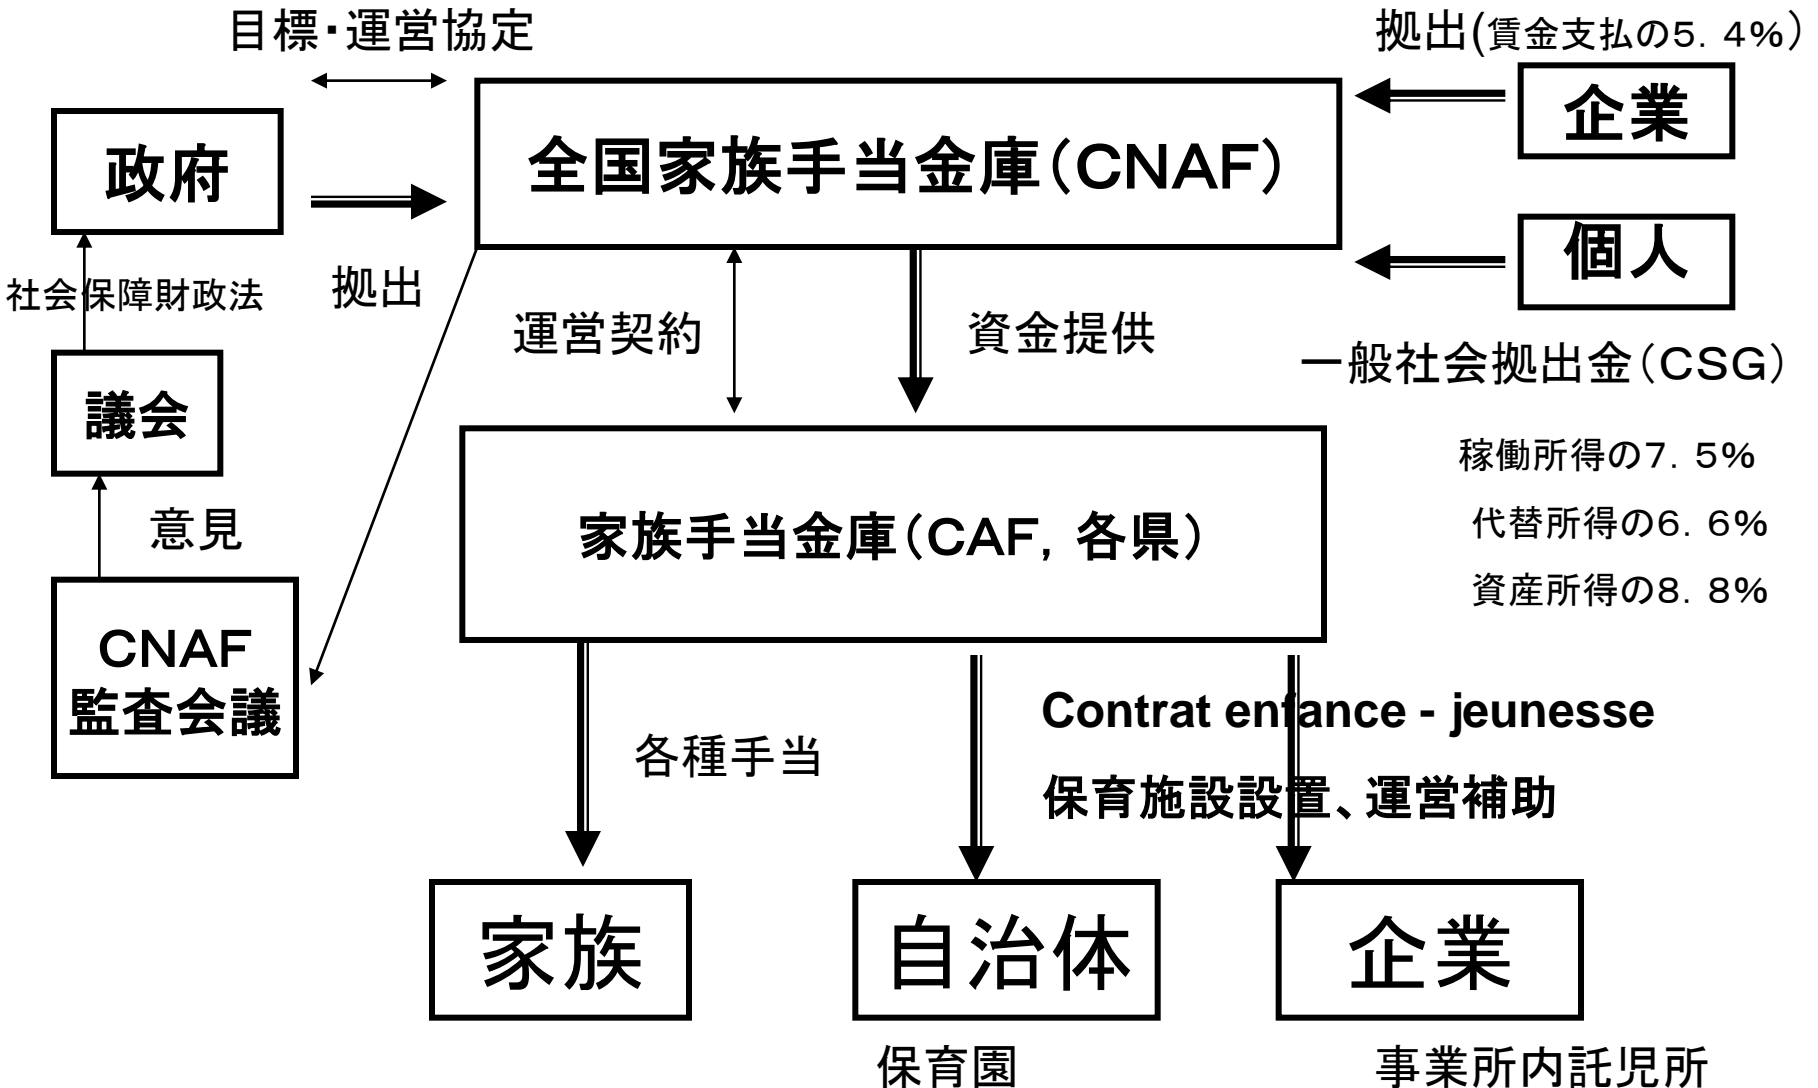 目標・運営協定
拠出(賃金支払の5.4%)
企業
政府
全国家族手当金庫(CNAF)
個人
社会保障財政法
拠出
運営契約
資金提供
一般社会拠出金(CSG)
議会
稼働所得の7.5%
代替所得の6.6%
資産所得の8.8%
意見
家族手当金庫(CAF, 各県)
CNAF
監査会議
Contrat enfance - jeunesse
各種手当
保育施設設置、運営補助
家族
自治体
企業
保育園
事業所内託児所